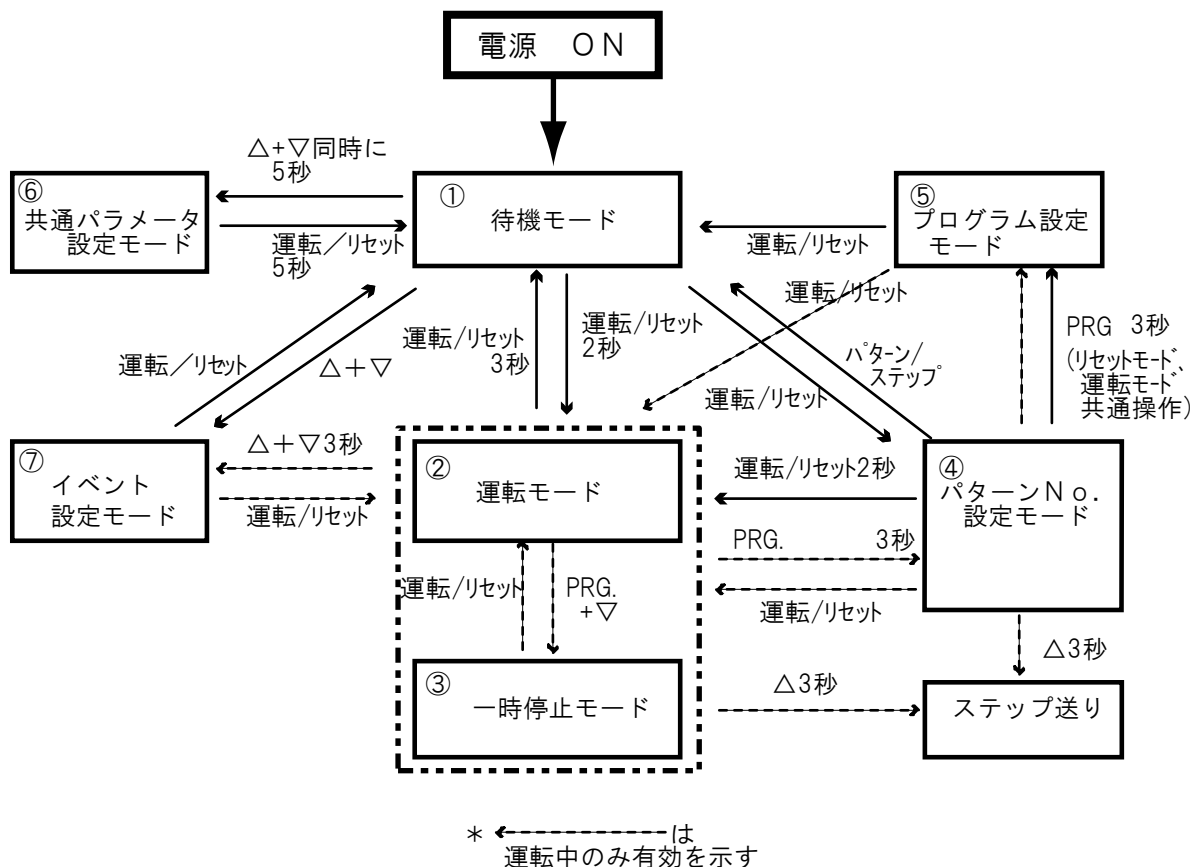 電源　ON
△+▽同時に
5秒
⑥
共通パラメータ
設定モード
運転／リセット
5秒
①
待機モード
⑤
プログラム設定
モード
運転/リセット
運転/リセット
PRG 3秒
(リセットモード、
運転モード、
共通操作)
運転／リセット
△＋▽
運転/リセット
3秒
運転/リセット
2秒
パターン/
ステップ
運転/リセット
⑦
イベント
設定モード
△＋▽3秒
運転/リセット
②
運転モード
運転/リセット2秒
④
パターンＮｏ.
設定モード
PRG. 3秒
運転/リセット
運転/リセット
PRG.
+▽
△3秒
③
一時停止モード
△3秒
ステップ送り
* ←-------- は
運転中のみ有効を示す